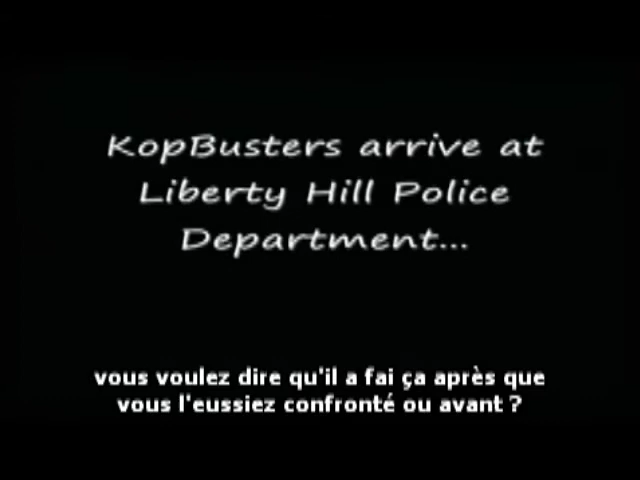 KopBusters arrive at
Liberty Hill Police
Department...
vous voulez dire qu'il a fai ça après que
vous l'eussiez confronté ou avant ?